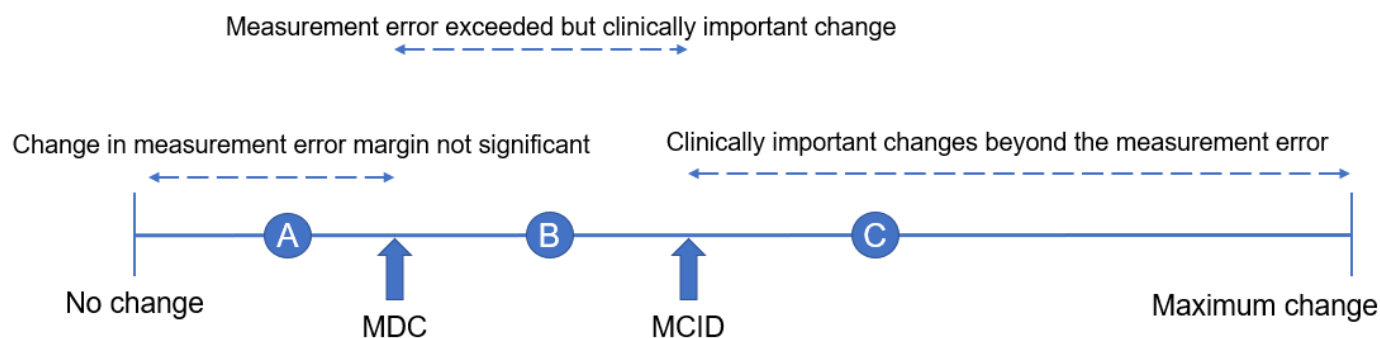 Measurement error exceeded but clinically important change
Change in measurement error margin not significant
Clinically important changes beyond the measurement error
A
B
C
No change
MDC
MCID
Maximum change